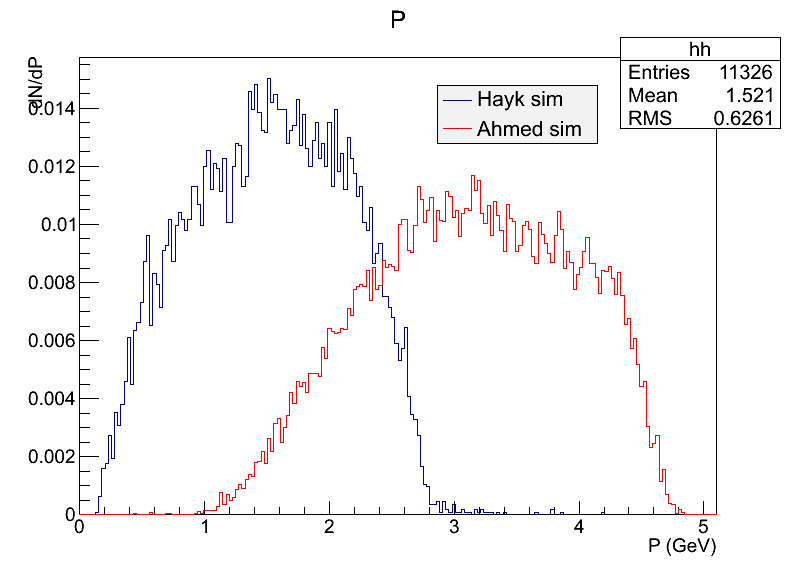 P
hh
Entries 11326
Mean 1.521
RMS 0.6261
dN/dP
Hayk sim
Ahmed sim
0.014
0.012
0.01
0.008
0.006
0.004
0.002
0
0 1 2 3 4 5
P (GeV)